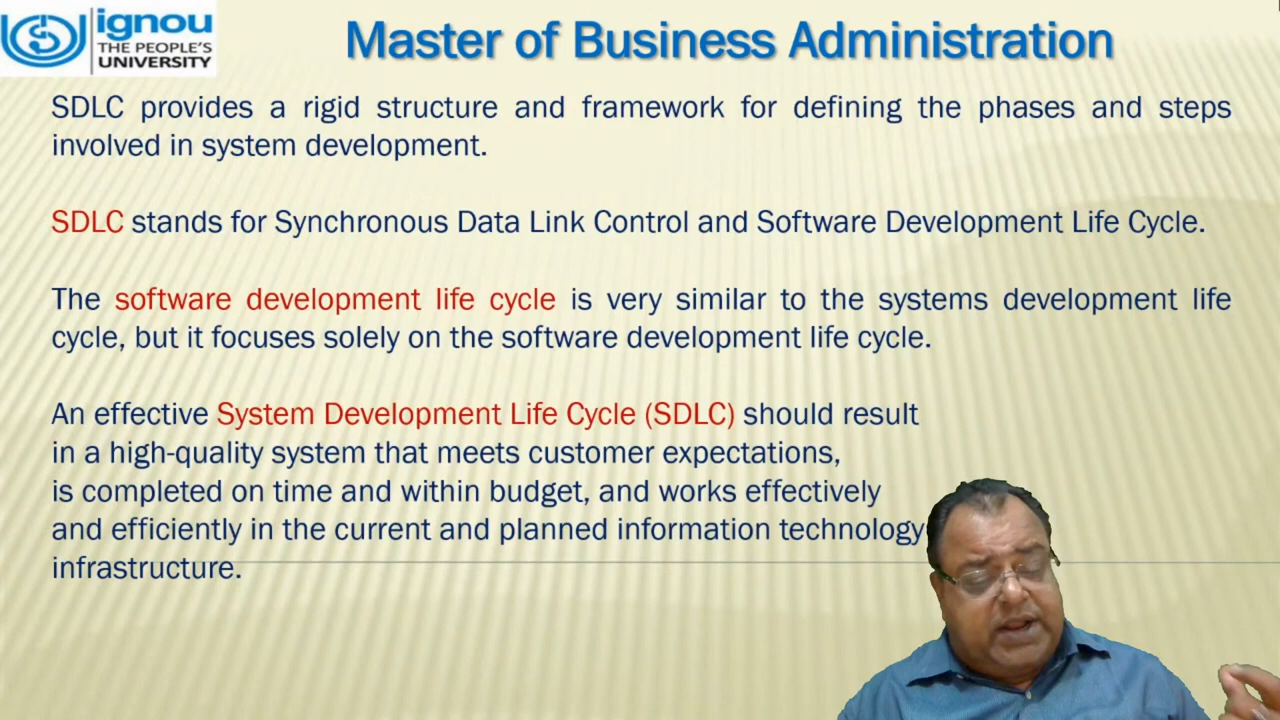 ignou
THE PEOPLE'S
UNIVERSITY
Master of Business Administration
SDLC provides a rigid structure and framework for defining the phases and steps
involved in system development.
SDLC stands for Synchronous Data Link Control and Software Development Life Cycle.
The software development life cycle is very similar to the systems development life
cycle, but it focuses solely on the software development life cycle.
An effective System Development Life Cycle (SDLC) should result
in a high-quality system that meets customer expectations,
is completed on time and within budget, and works effectively
and efficiently in the current and planned information technology
infrastructure.